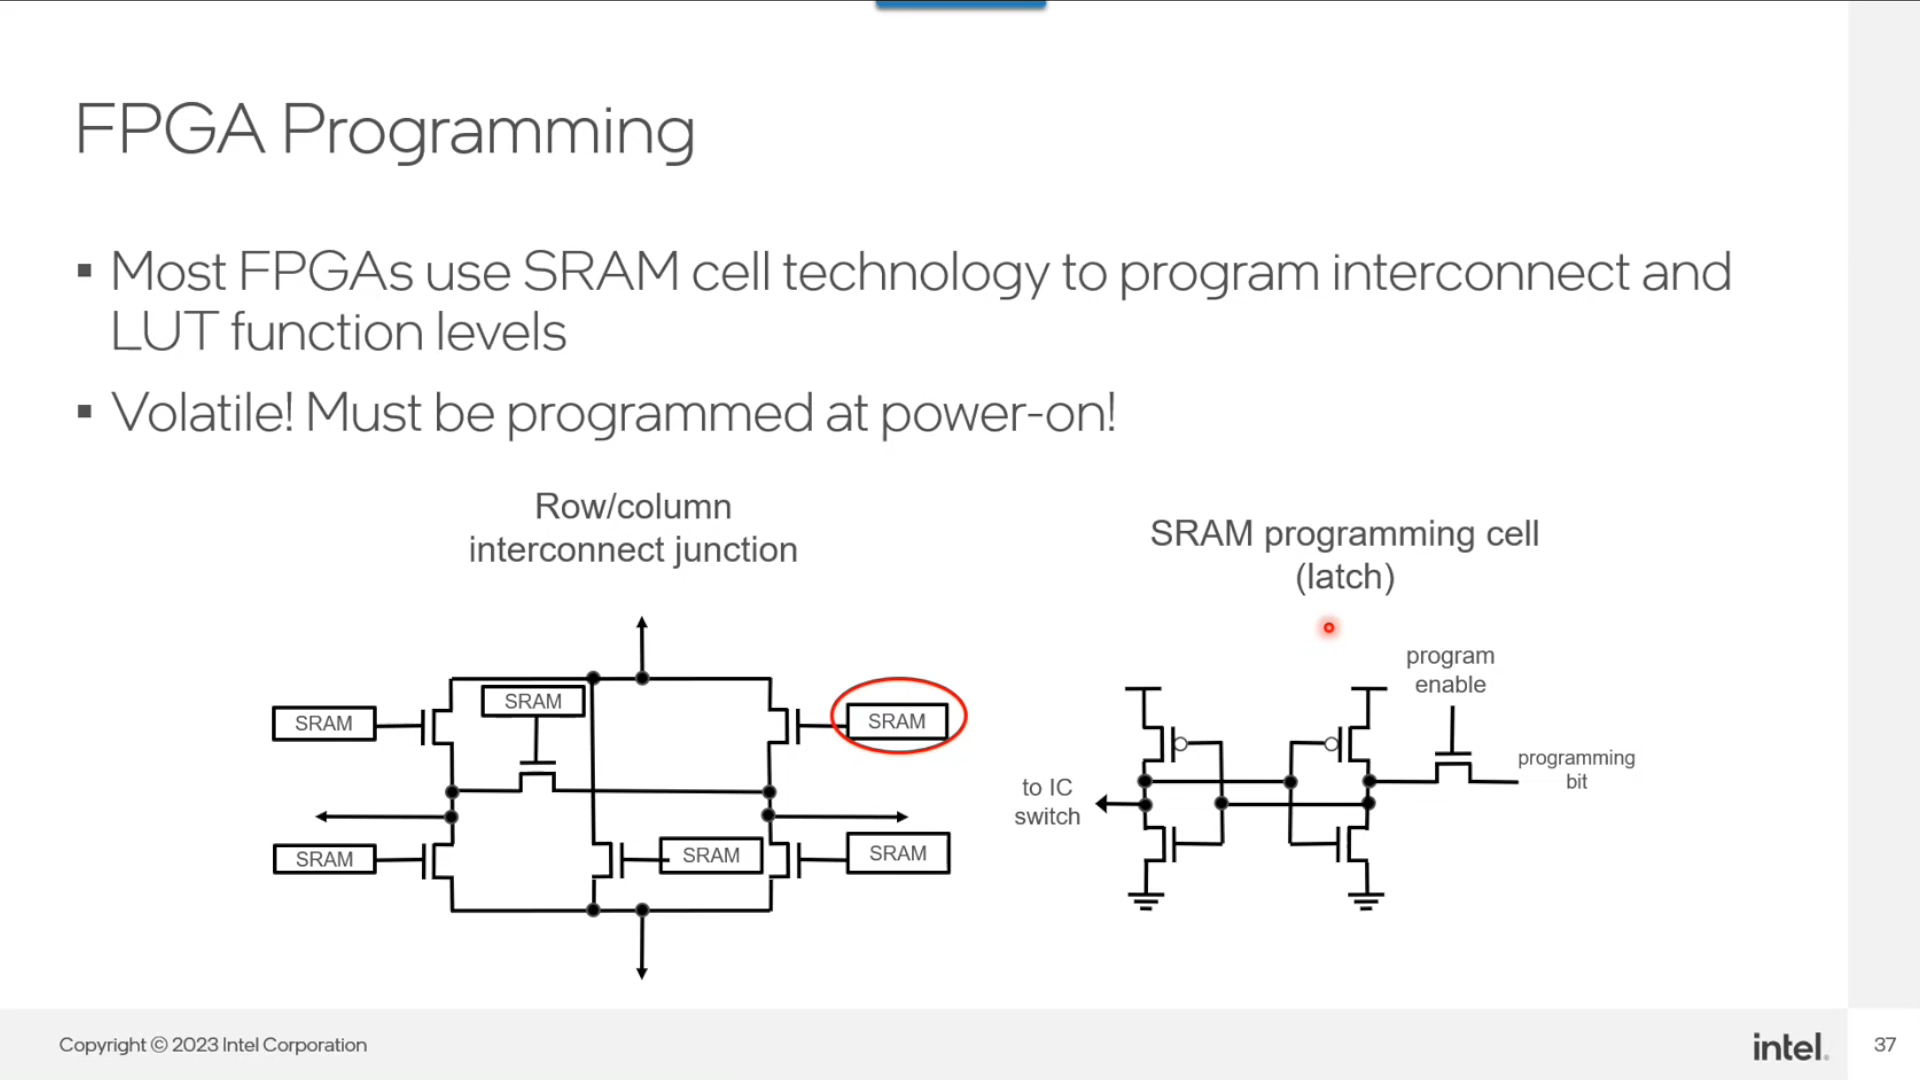 FPGA Programming
▪ Most FPGAs use SRAM cell technology to program interconnect and
LUT function levels
▪ Volatile! Must be programmed at power-on!
Row/column
interconnect junction
SRAM
SRAM
SRAM
SRAM
SRAM
SRAM
SRAM programming cell
(latch)
program
enable
programming
bit
to IC
switch
Copyright © 2023 Intel Corporation
intel.
37